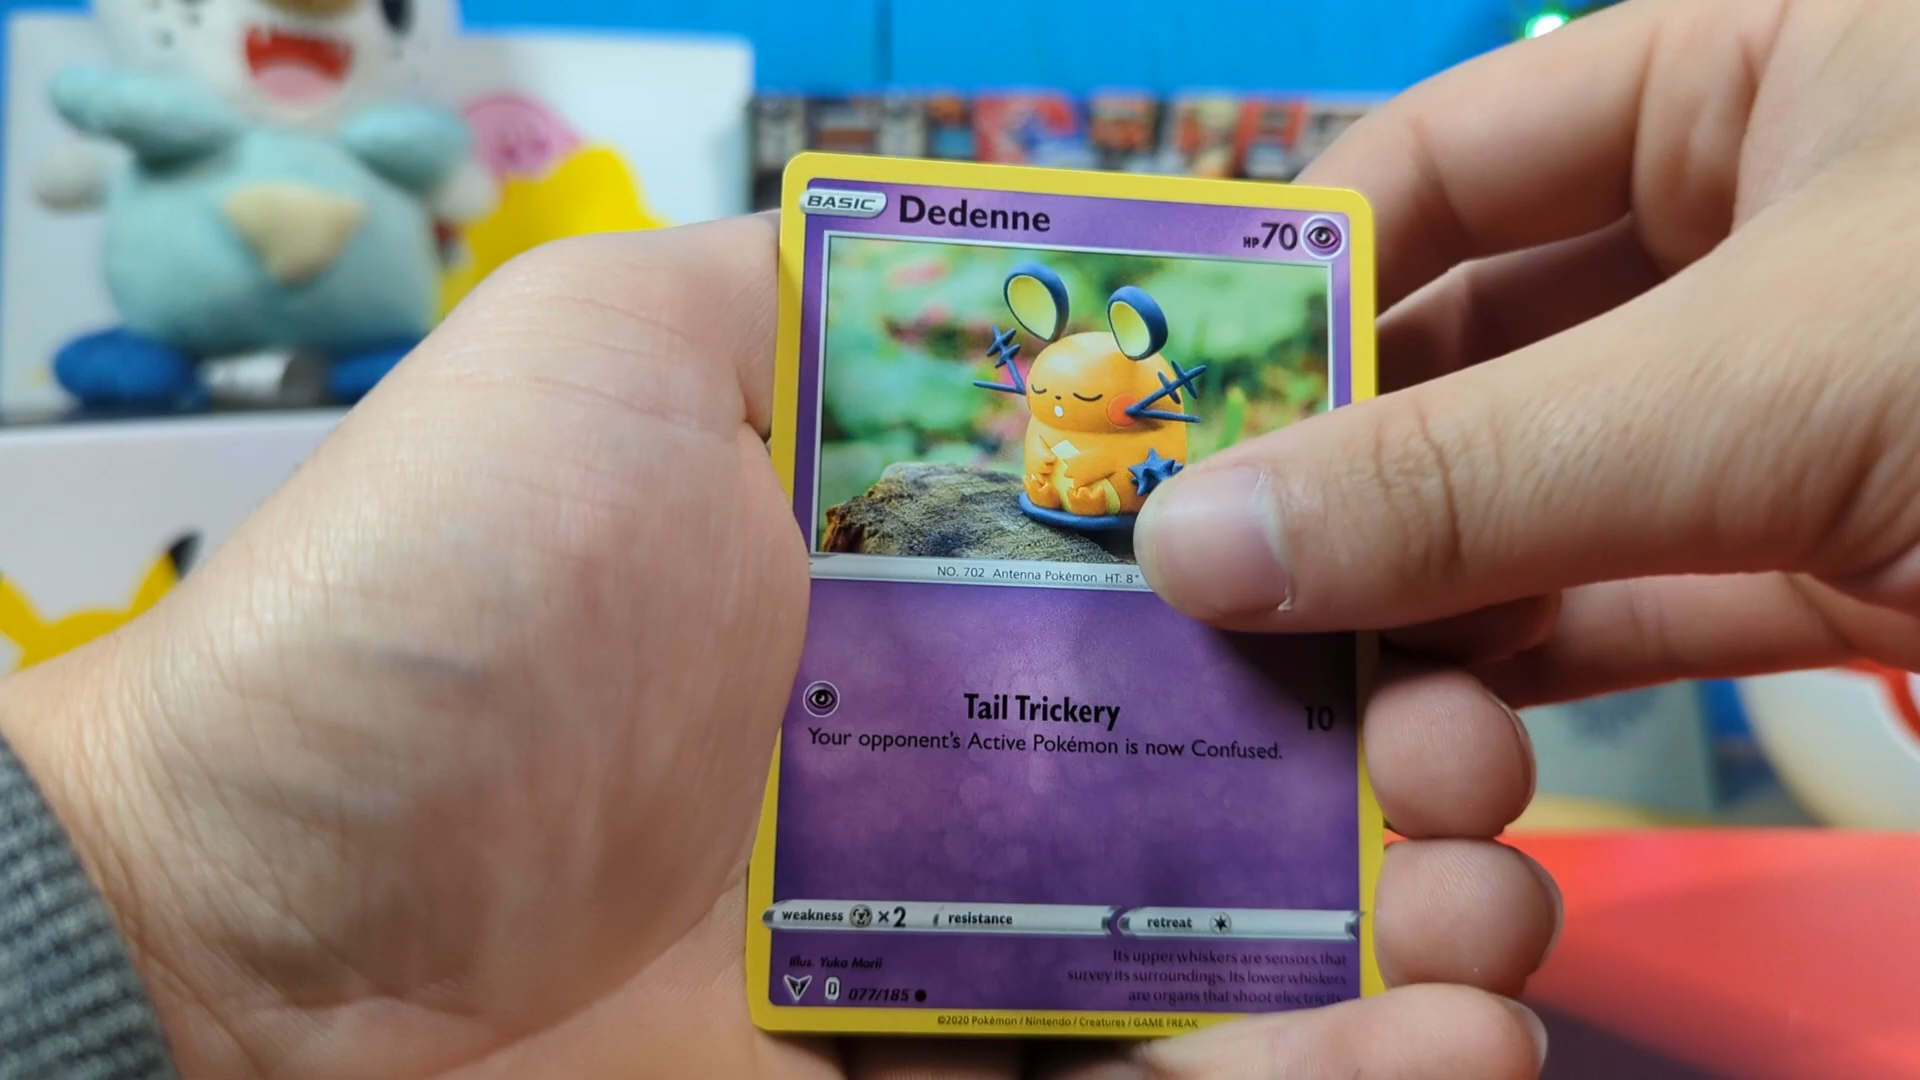 BASIC Dedenne HP 70
NO. 702 Antenna Pokémon HT: 8"
Tail Trickery 10
Your opponent's Active Pokémon is now Confused.
weakness ×2 resistance retreat
Illus. Yuka Morii
Its upper whiskers are sensors that
survey its surroundings. Its lower whiskers
are organs that shoot electricity.
D 077/185
©2020 Pokémon / Nintendo / Creatures / GAME FREAK